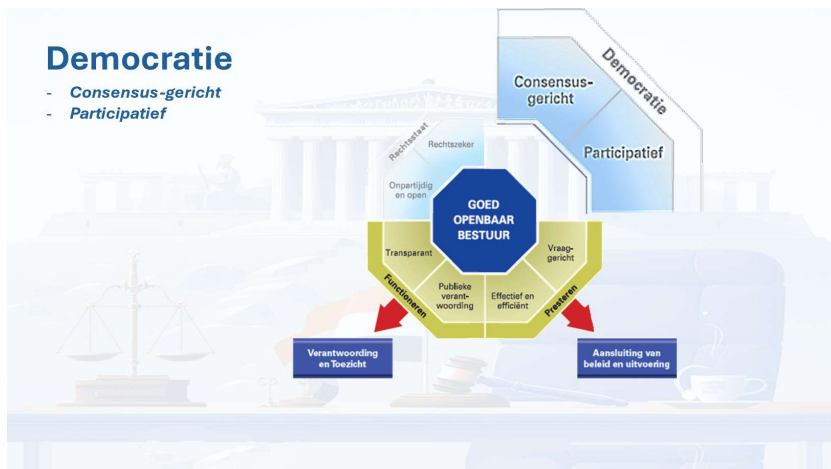 Democratie
- Consensus-gericht
- Participatief
Consensus-
gericht
Democratie
Participatief
Rechtsstaat
Rechtszeker
Onpartijdig
en open
GOED
OPENBAAR
BESTUUR
Transparant
Vraag-
gericht
Publieke
verant-
woording
Effectief en
efficiënt
Functioneren
Presteren
Verantwoording
en Toezicht
Aansluiting van
beleid en uitvoering